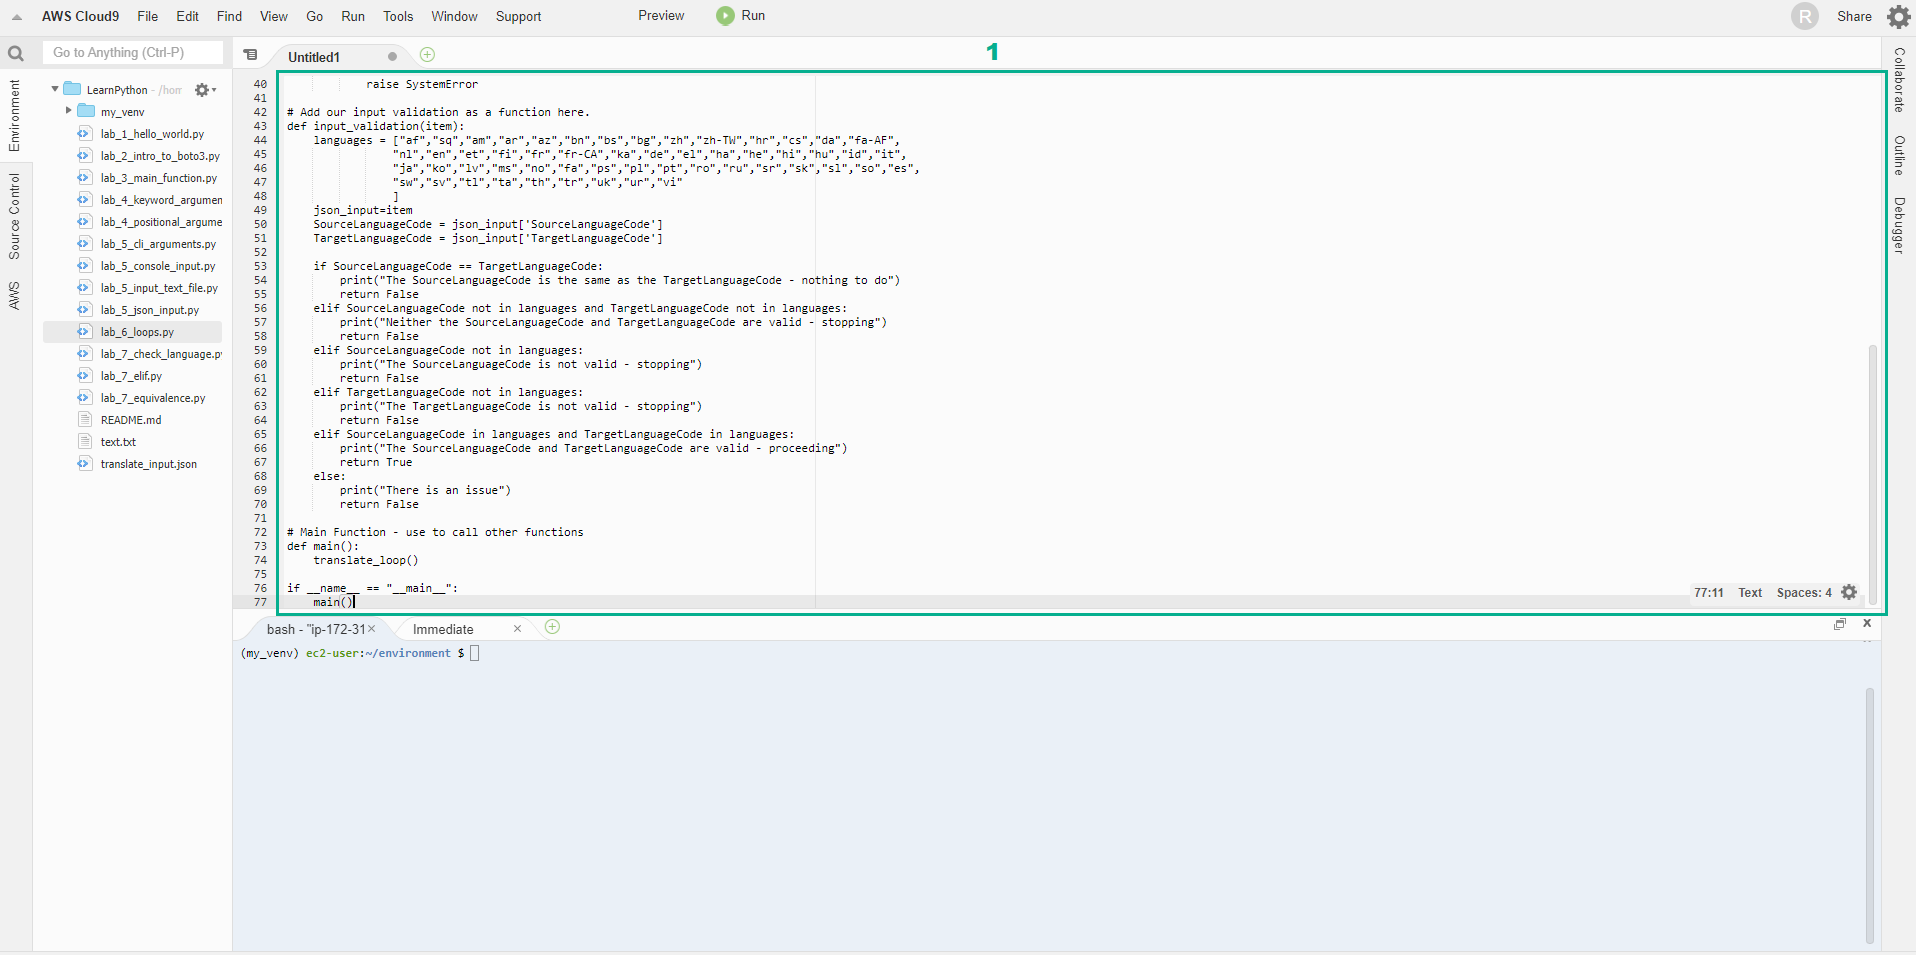 AWS Cloud9 File Edit Find View Go Run Tools Window Support Preview Run R Share
Go to Anything (Ctrl-P)
Environment
Source Control
AWS
LearnPython - /hom
my_venv
lab_1_hello_world.py
lab_2_intro_to_boto3.py
lab_3_main_function.py
lab_4_keyword_argumen
lab_4_positional_argume
lab_5_cli_arguments.py
lab_5_console_input.py
lab_5_input_text_file.py
lab_5_json_input.py
lab_6_loops.py
lab_7_check_language.py
lab_7_elif.py
lab_7_equivalence.py
README.md
text.txt
translate_input.json
Untitled1
1
40             raise SystemError
41
42 # Add our input validation as a function here.
43 def input_validation(item):
44     languages = ["af","sq","am","ar","az","bn","bs","bg","zh","zh-TW","hr","cs","da","fa-AF",
45                 "nl","en","et","fi","fr","fr-CA","ka","de","el","ha","he","hi","hu","id","it",
46                 "ja","ko","lv","ms","no","fa","ps","pl","pt","ro","ru","sr","sk","sl","so","es",
47                 "sw","sv","tl","ta","th","tr","uk","ur","vi"
48                 ]
49     json_input=item
50     SourceLanguageCode = json_input['SourceLanguageCode']
51     TargetLanguageCode = json_input['TargetLanguageCode']
52
53     if SourceLanguageCode == TargetLanguageCode:
54         print("The SourceLanguageCode is the same as the TargetLanguageCode - nothing to do")
55         return False
56     elif SourceLanguageCode not in languages and TargetLanguageCode not in languages:
57         print("Neither the SourceLanguageCode and TargetLanguageCode are valid - stopping")
58         return False
59     elif SourceLanguageCode not in languages:
60         print("The SourceLanguageCode is not valid - stopping")
61         return False
62     elif TargetLanguageCode not in languages:
63         print("The TargetLanguageCode is not valid - stopping")
64         return False
65     elif SourceLanguageCode in languages and TargetLanguageCode in languages:
66         print("The SourceLanguageCode and TargetLanguageCode are valid - proceeding")
67         return True
68     else:
69         print("There is an issue")
70         return False
71
72 # Main Function - use to call other functions
73 def main():
74     translate_loop()
75
76 if __name__ == "__main__":
77     main()
77:11 Text Spaces: 4
bash - "ip-172-31 Immediate
(my_venv) ec2-user:~/environment $
Collaborate
Outline
Debugger